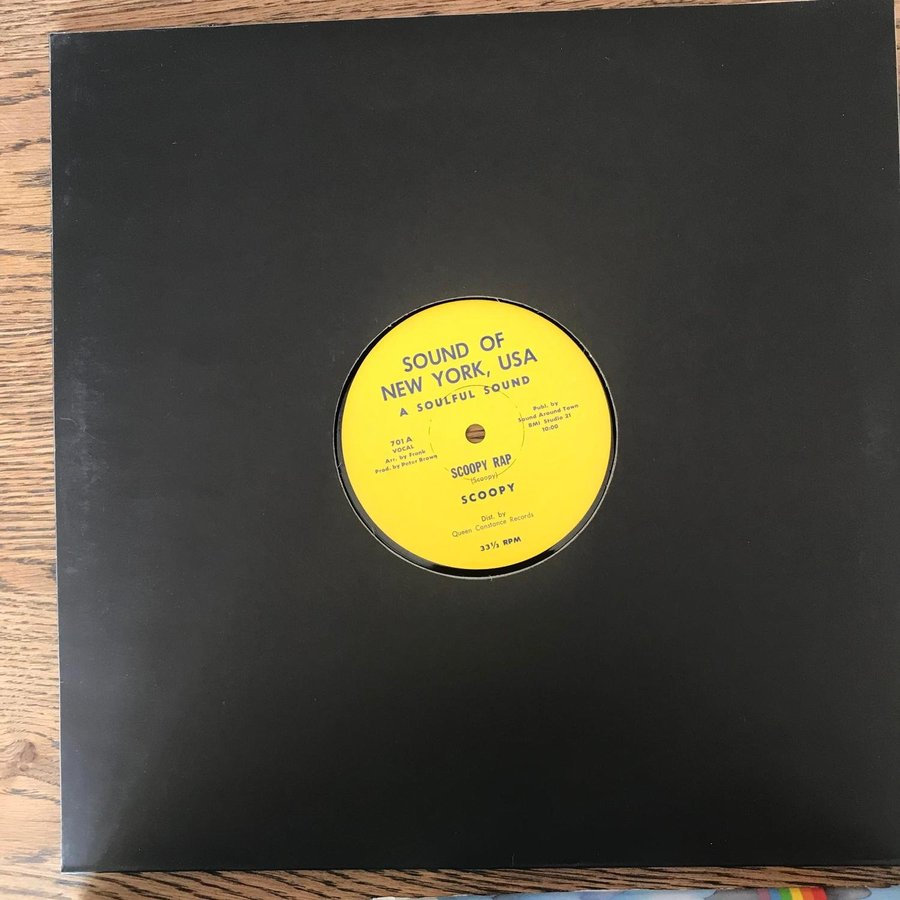 SOUND OF
NEW YORK, USA
A SOULFUL SOUND
701 A
VOCAL
Arr. by Frank
Prod. by Peter Brown
Publ. by
Sound Around Town
BMI Studio 21
10:00
SCOOPY RAP
(Scoopy)
SCOOPY
Dist. by
Queen Constance Records
33⅓ RPM